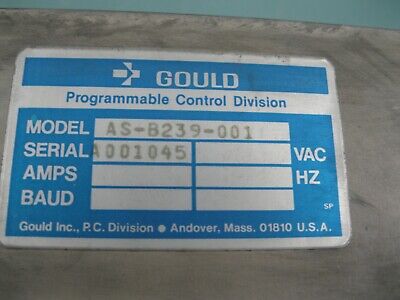 GOULD
Programmable Control Division
MODEL AS-B239-001
SERIAL A001045 VAC
AMPS HZ
BAUD SP
Gould Inc., P.C. Division • Andover, Mass. 01810 U.S.A.